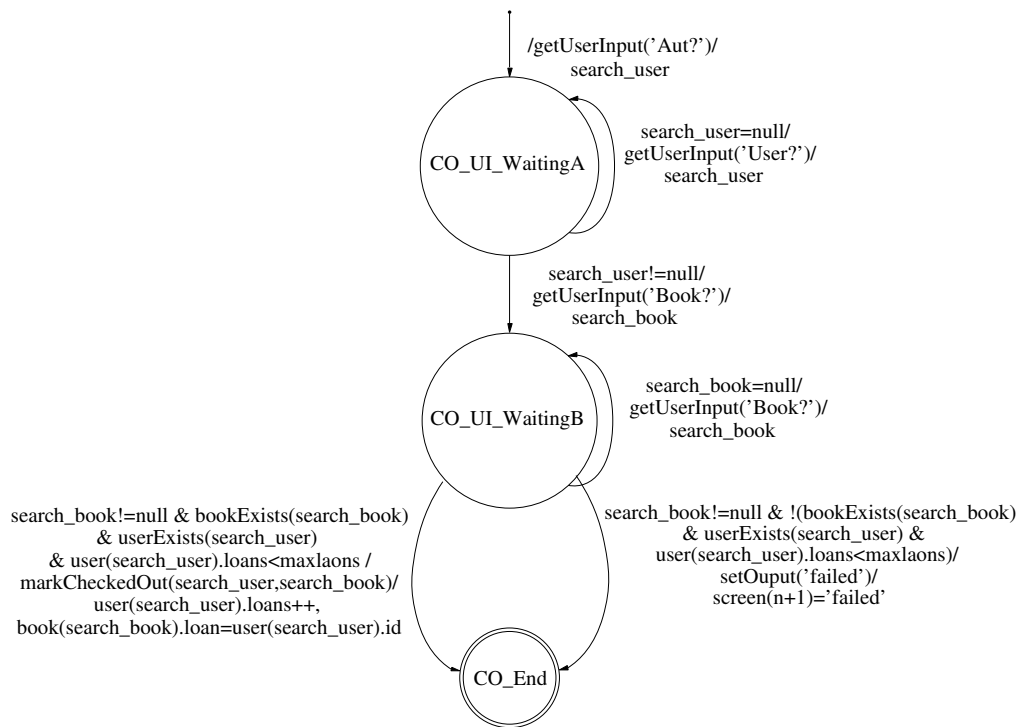 /getUserInput('Aut?')/
search_user
CO_UI_WaitingA
search_user=null/
getUserInput('User?')/
search_user
search_user!=null/
getUserInput('Book?')/
search_book
CO_UI_WaitingB
search_book=null/
getUserInput('Book?')/
search_book
search_book!=null & bookExists(search_book)
& userExists(search_user)
& user(search_user).loans<maxlaons /
markCheckedOut(search_user,search_book)/
user(search_user).loans++,
book(search_book).loan=user(search_user).id
search_book!=null & !(bookExists(search_book)
& userExists(search_user) &
user(search_user).loans<maxlaons)/
setOuput('failed')/
screen(n+1)='failed'
CO_End